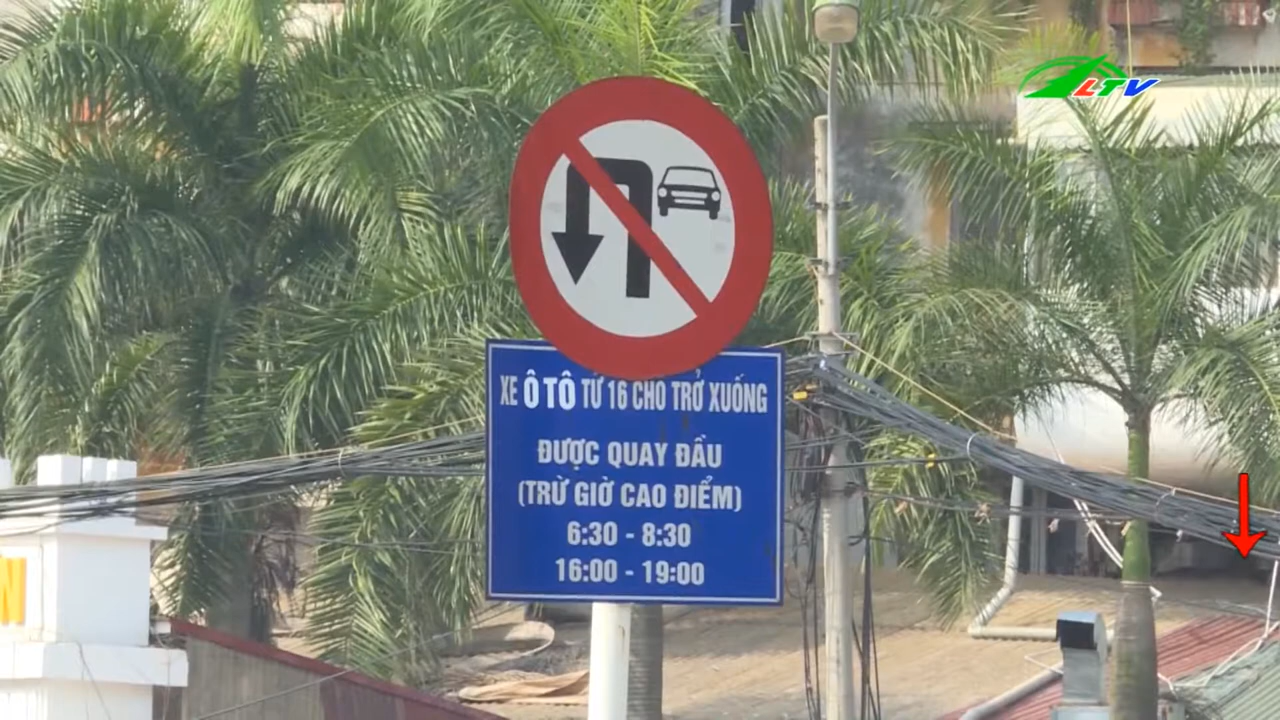 LTV
XE Ô TÔ TỪ 16 CHO TRỞ XUỐNG
ĐƯỢC QUAY ĐẦU
(TRỪ GIỜ CAO ĐIỂM)
6:30 - 8:30
16:00 - 19:00
N